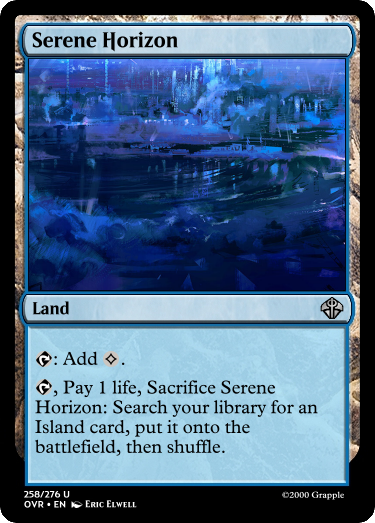 Serene Horizon
Land
: Add .
, Pay 1 life, Sacrifice Serene
Horizon: Search your library for an
Island card, put it onto the
battlefield, then shuffle.
258/276 U
OVR • EN Eric Elwell
©2000 Grapple